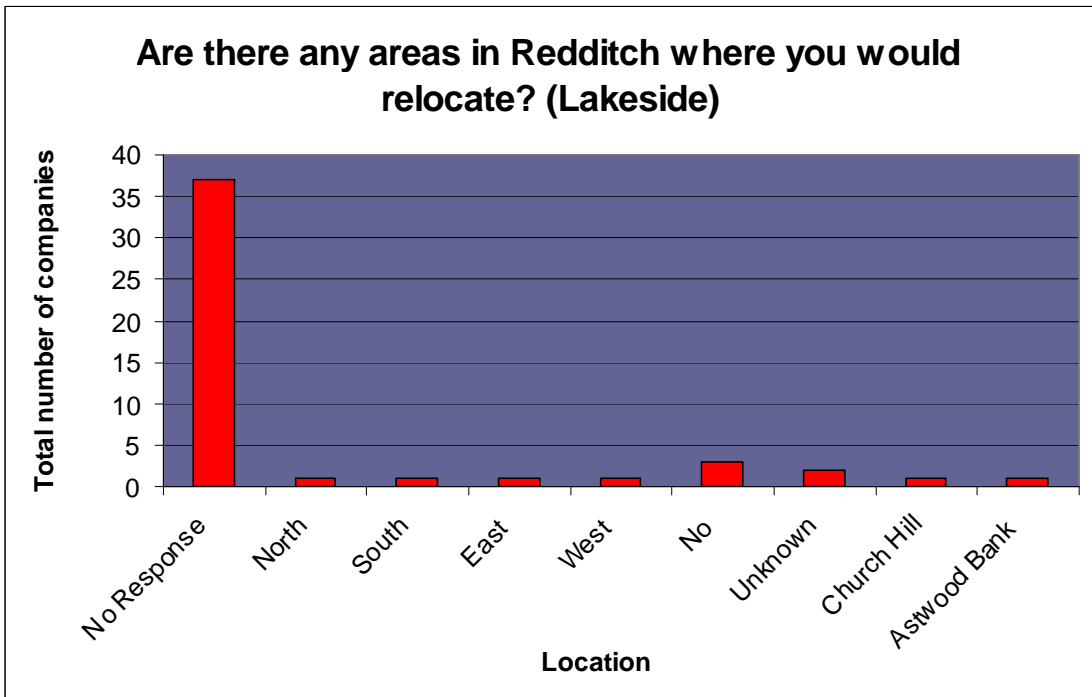 Are there any areas in Redditch where you would
relocate? (Lakeside)
Total number of companies
40
35
30
25
20
15
10
5
0
No Response
North
South
East
West
No
Unknown
Church Hill
Astwood Bank
Location